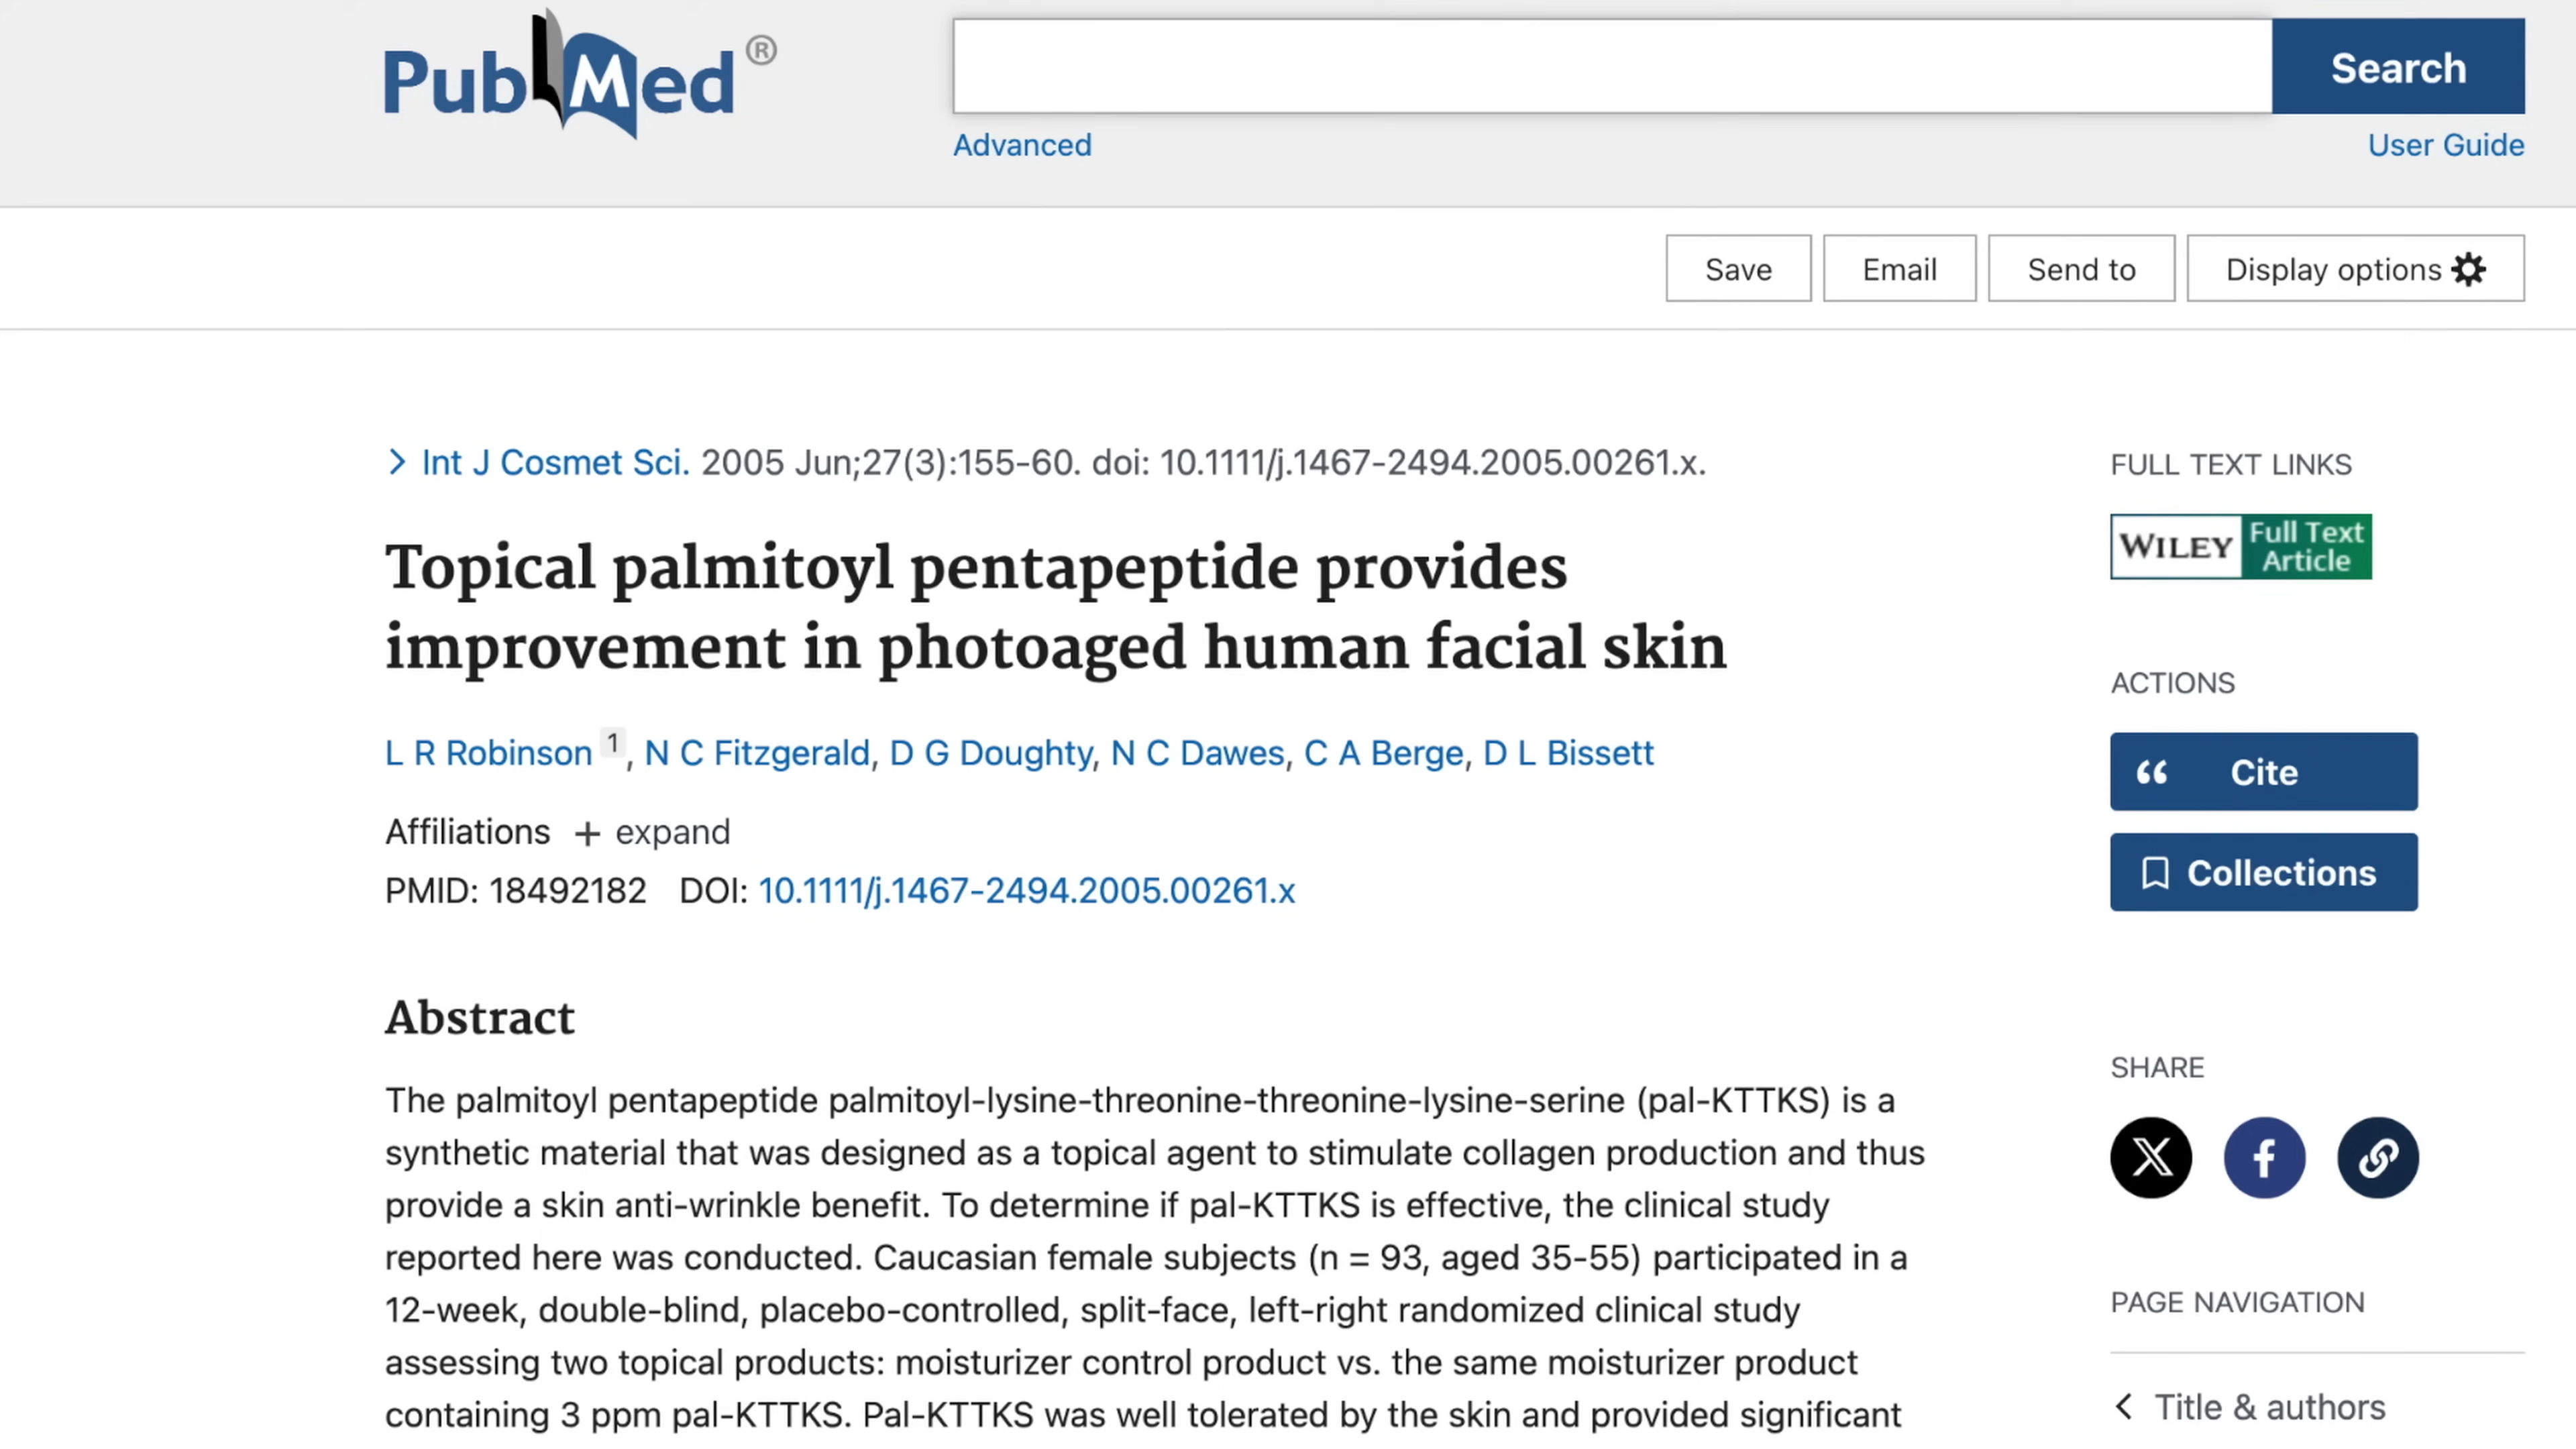 PubMed®
Search
Advanced
User Guide
Save
Email
Send to
Display options
Int J Cosmet Sci. 2005 Jun;27(3):155-60. doi: 10.1111/j.1467-2494.2005.00261.x.
Topical palmitoyl pentapeptide provides
improvement in photoaged human facial skin
L R Robinson 1, N C Fitzgerald, D G Doughty, N C Dawes, C A Berge, D L Bissett
Affiliations + expand
PMID: 18492182 DOI: 10.1111/j.1467-2494.2005.00261.x
Abstract
The palmitoyl pentapeptide palmitoyl-lysine-threonine-threonine-lysine-serine (pal-KTTKS) is a
synthetic material that was designed as a topical agent to stimulate collagen production and thus
provide a skin anti-wrinkle benefit. To determine if pal-KTTKS is effective, the clinical study
reported here was conducted. Caucasian female subjects (n = 93, aged 35-55) participated in a
12-week, double-blind, placebo-controlled, split-face, left-right randomized clinical study
assessing two topical products: moisturizer control product vs. the same moisturizer product
containing 3 ppm pal-KTTKS. Pal-KTTKS was well tolerated by the skin and provided significant
FULL TEXT LINKS
WILEY Full Text
Article
ACTIONS
Cite
Collections
SHARE
PAGE NAVIGATION
Title & authors